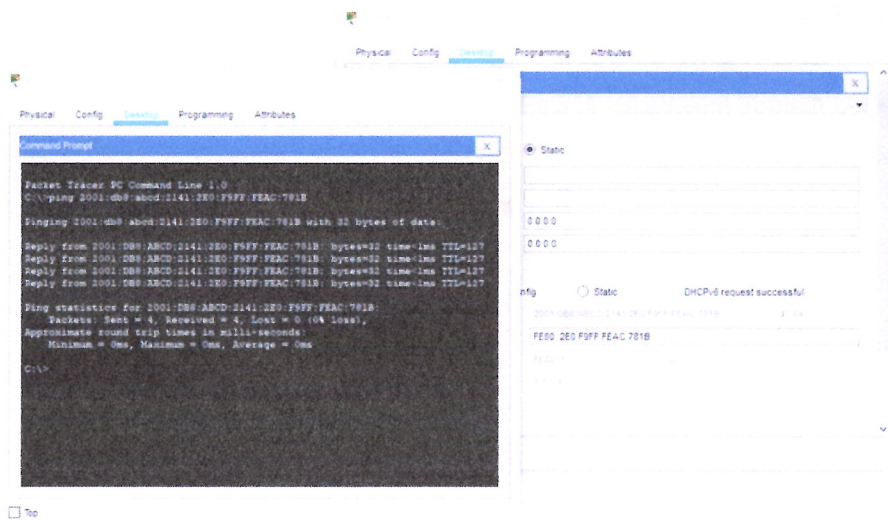 Physical Config Desktop Programming Attributes
X
Physical Config Desktop Programming Attributes
Command Prompt X
Static
Packet Tracer PC Command Line 1.0
C:\>ping 2001:db8:abcd:2141:2E0:F9FF:FEAC:781B
Pinging 2001:db8:abcd:2141:2E0:F9FF:FEAC:781B with 32 bytes of data:
0.0.0.0
Reply from 2001:DB8:ABCD:2141:2E0:F9FF:FEAC:781B: bytes=32 time<1ms TTL=127
0.0.0.0
Reply from 2001:DB8:ABCD:2141:2E0:F9FF:FEAC:781B: bytes=32 time<1ms TTL=127
Reply from 2001:DB8:ABCD:2141:2E0:F9FF:FEAC:781B: bytes=32 time<1ms TTL=127
Reply from 2001:DB8:ABCD:2141:2E0:F9FF:FEAC:781B: bytes=32 time<1ms TTL=127
nfig Static DHCPv6 request successful
Ping statistics for 2001:DB8:ABCD:2141:2E0:F9FF:FEAC:781B:
2001:DB8:ABCD:2141:2E0:F9FF:FEAC:781B
Packets: Sent = 4, Received = 4, Lost = 0 (0% loss),
Approximate round trip times in milli-seconds:
FE80::2E0:F9FF:FEAC:781B
Minimum = 0ms, Maximum = 0ms, Average = 0ms
C:\>
Top